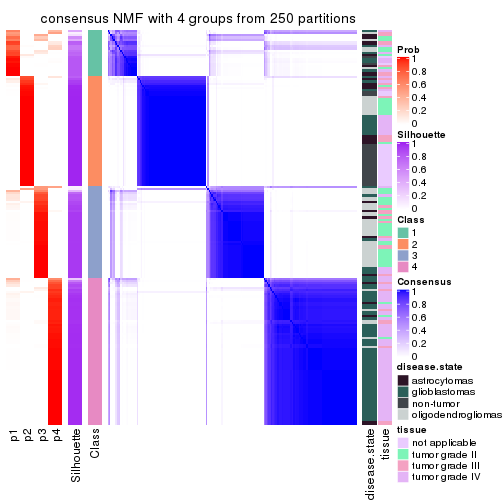 consensus NMF with 4 groups from 250 partitions
p1
p2
p3
p4
Silhouette
Class
disease.state
tissue
Prob
1
0.8
0.6
0.4
0.2
0
Silhouette
1
0.8
0.6
0.4
0.2
0
Class
1
2
3
4
Consensus
1
0.8
0.6
0.4
0.2
0
disease.state
astrocytomas
glioblastomas
non-tumor
oligodendrogliomas
tissue
not applicable
tumor grade II
tumor grade III
tumor grade IV